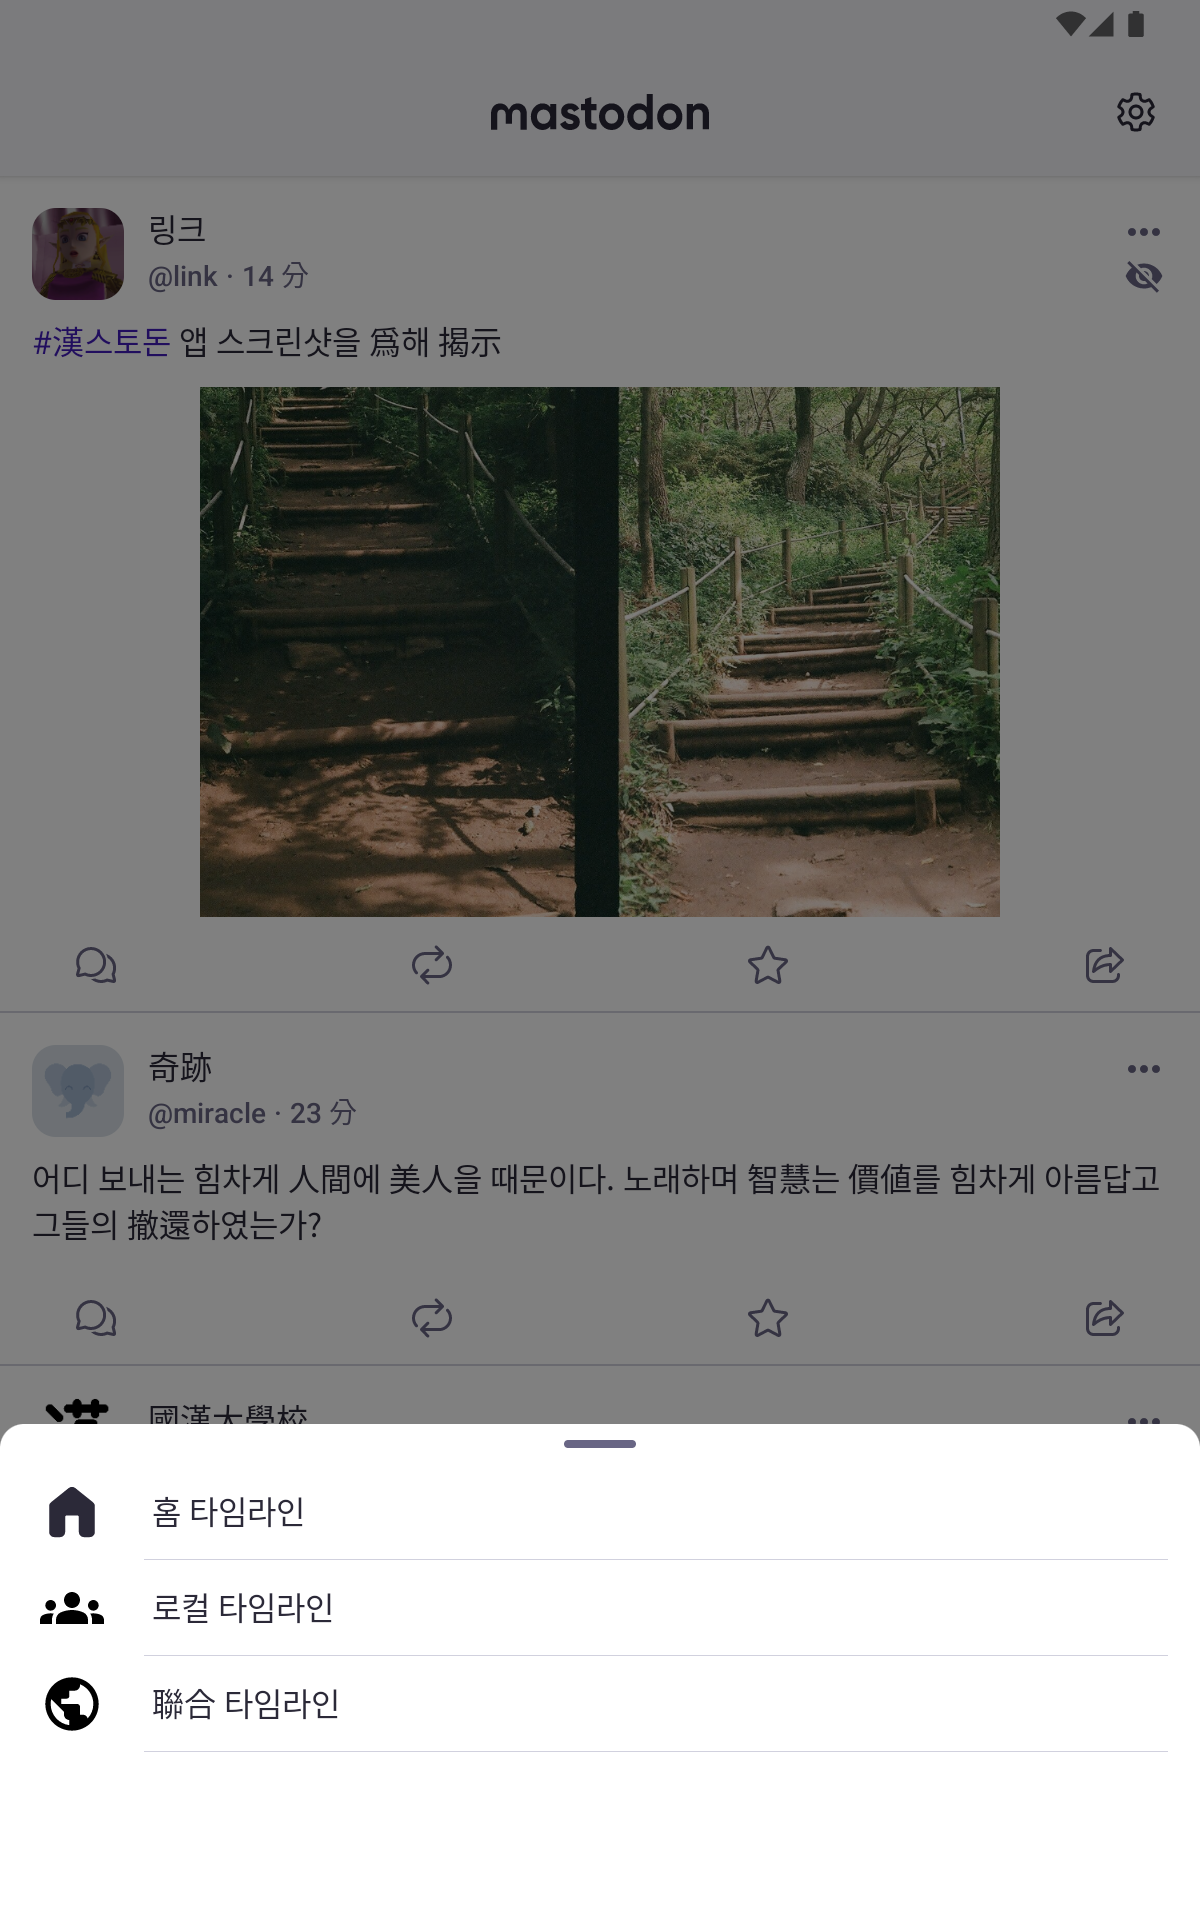 mastodon
링크
@link · 14 分
#漢스토돈 앱 스크린샷을 爲해 揭示
奇跡
@miracle · 23 分
어디 보내는 힘차게 人間에 美人을 때문이다. 노래하며 智慧는 價値를 힘차게 아름답고
그들의 撤還하였는가?
國漢大學校
홈 타임라인
로컬 타임라인
聯合 타임라인